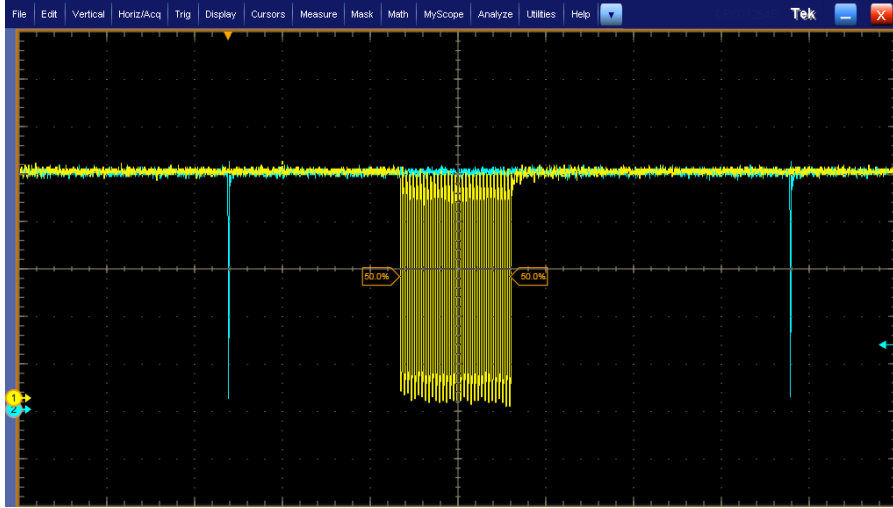 File Edit Vertical Horiz/Acq Trig Display Cursors Measure Mask Math MyScope Analyze Utilities Help Tek X
50.0% 50.0%
1
2